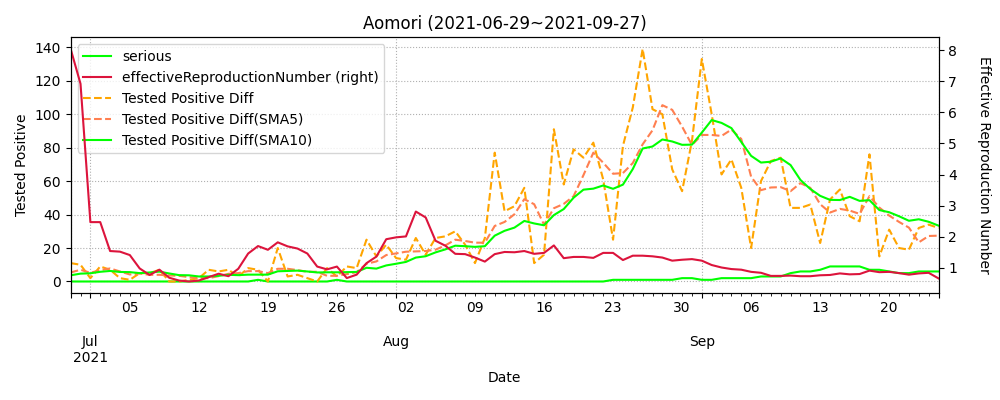 Aomori (2021-06-29~2021-09-27)
serious
effectiveReproductionNumber (right)
Tested Positive Diff
Tested Positive Diff(SMA5)
Tested Positive Diff(SMA10)
Tested Positive
140
120
100
80
60
40
20
0
8
7
6
5
4
3
2
1
Effective Reproduction Number
05 12 19 26 02 09 16 23 30 06 13 20
Jul Aug Sep
2021
Date